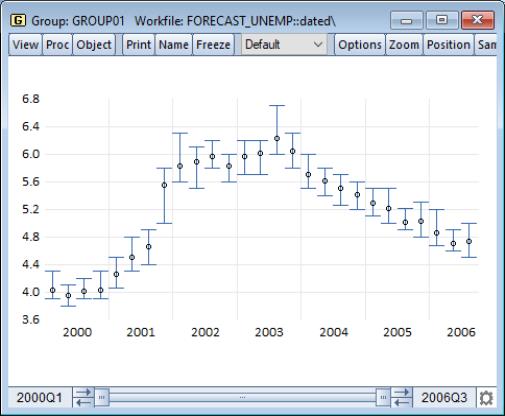 G Group: GROUP01 Workfile: FORECAST_UNEMP::dated\
View Proc Object Print Name Freeze Default Options Zoom Position Sam
6.8
6.4
6.0
5.6
5.2
4.8
4.4
4.0
3.6
2000 2001 2002 2003 2004 2005 2006
2000Q1 2006Q3